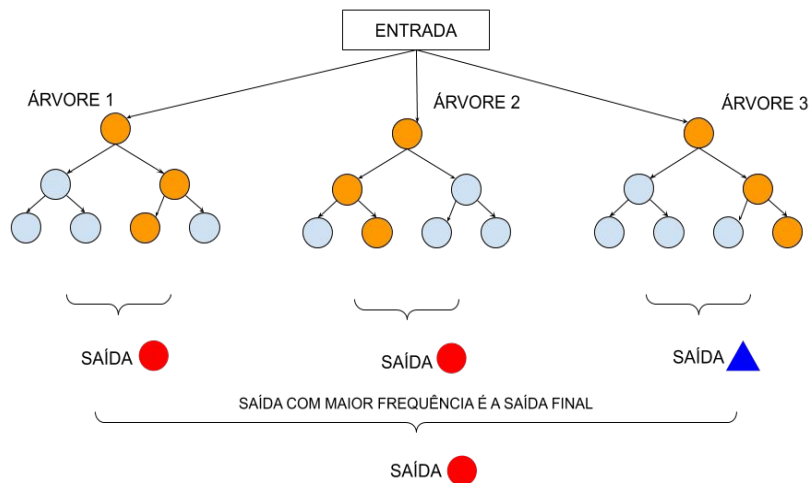 ENTRADA
ÁRVORE 1
ÁRVORE 2
ÁRVORE 3
SAÍDA
SAÍDA
SAÍDA
SAÍDA COM MAIOR FREQUÊNCIA É A SAÍDA FINAL
SAÍDA